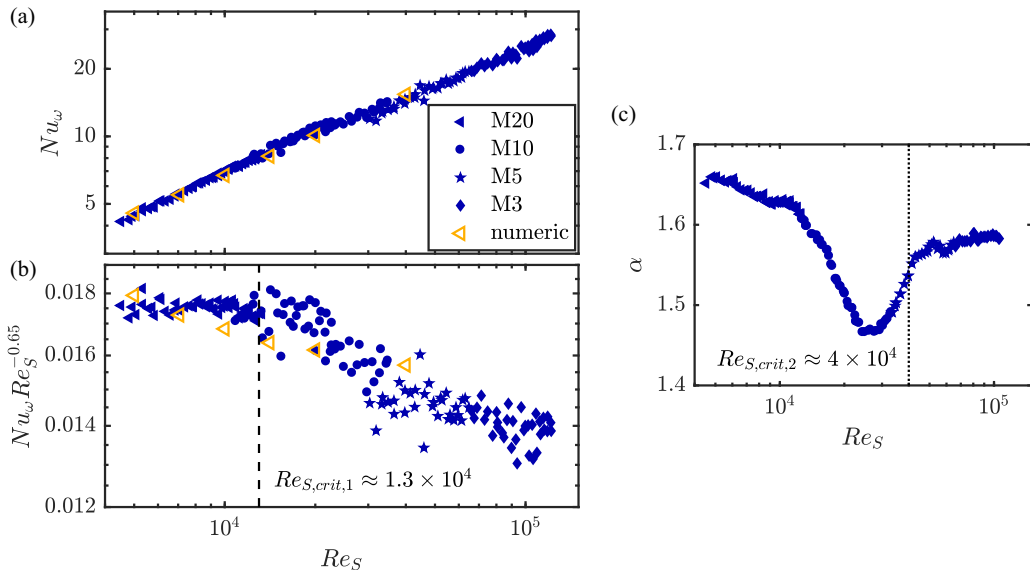 (a)
20
10
5
Nu_ω
M20
M10
M5
M3
numeric
(b)
0.018
0.016
0.014
0.012
Nu_ω Re_S^{-0.65}
Re_{S,crit,1} ≈ 1.3 × 10^4
10^4
10^5
Re_S
(c)
1.7
1.6
1.5
1.4
α
Re_{S,crit,2} ≈ 4 × 10^4
10^4
10^5
Re_S